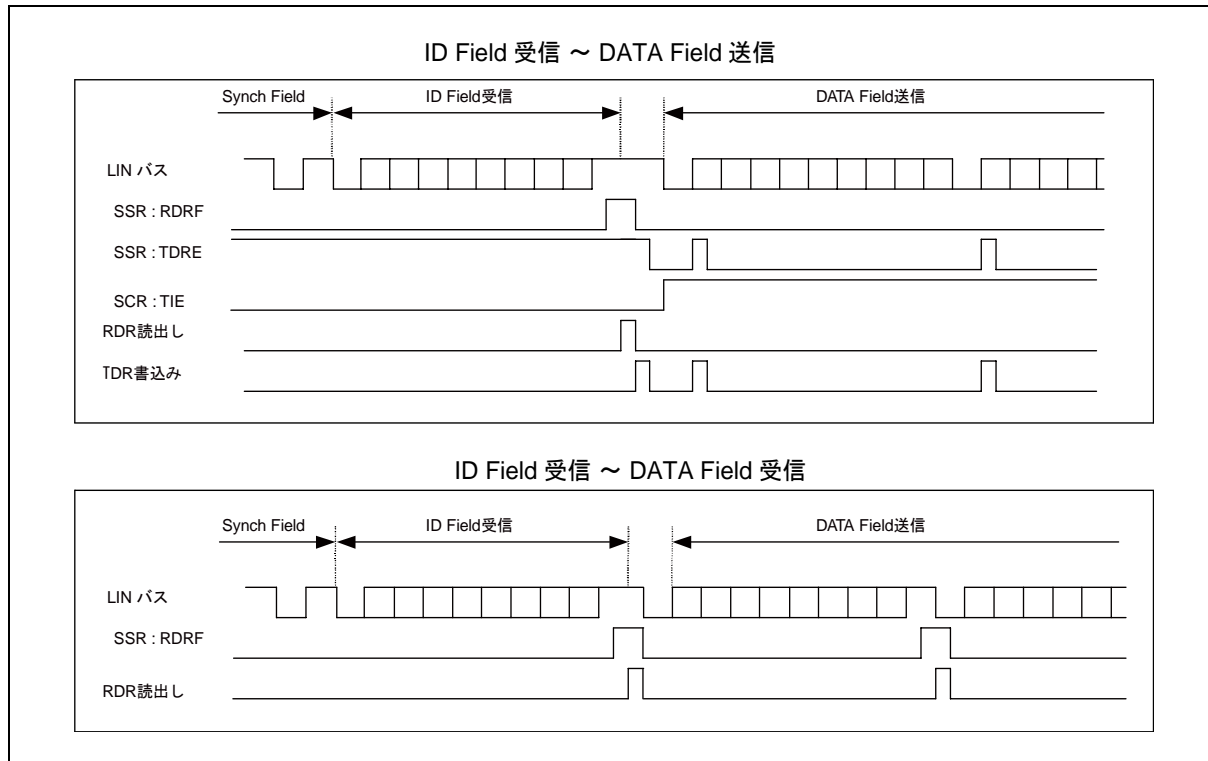 ID Field 受信 ～ DATA Field 送信
Synch Field ID Field受信 DATA Field送信
LIN バス
SSR : RDRF
SSR : TDRE
SCR : TIE
RDR読出し
TDR書込み
ID Field 受信 ～ DATA Field 受信
Synch Field ID Field受信 DATA Field送信
LIN バス
SSR : RDRF
RDR読出し